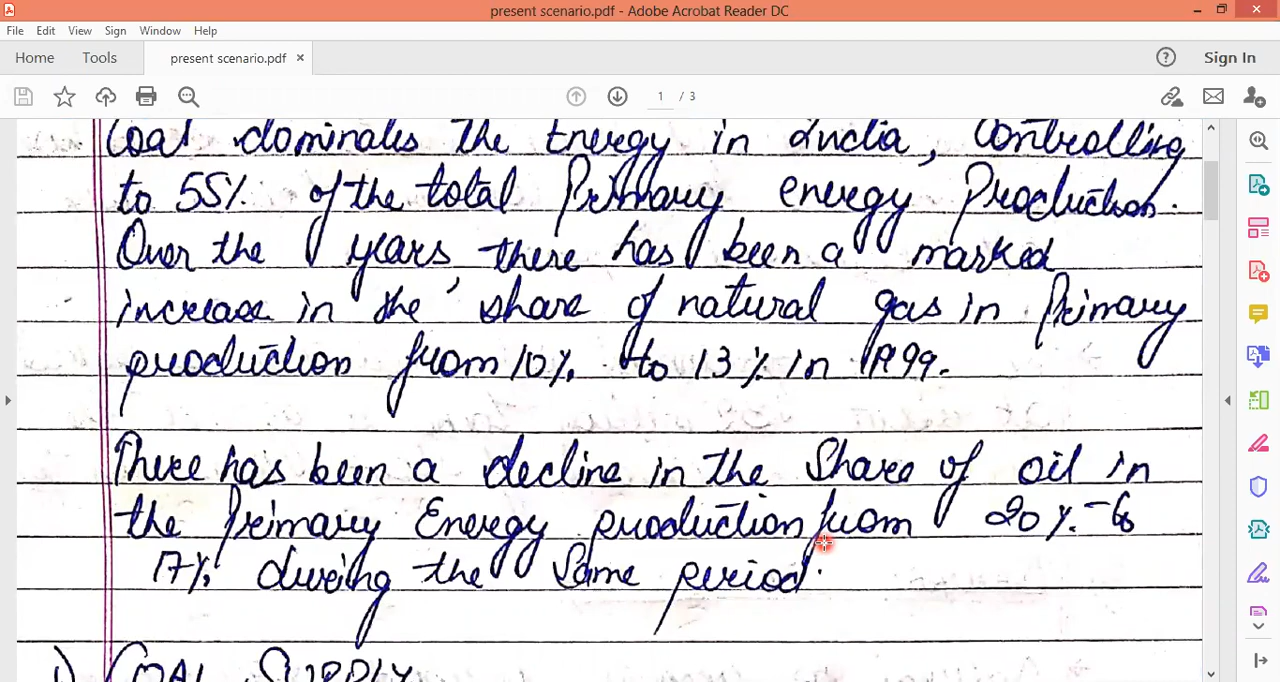 present scenario.pdf - Adobe Acrobat Reader DC
File Edit View Sign Window Help
Home Tools present scenario.pdf × Sign In
1 / 3
Coal dominates the Energy in India, Controlling
to 55% of the total Primary energy Production.
Over the years there has been a marked
increase in the share of natural gas in Primary
production from 10% to 13% in 1999.
There has been a decline in the Share of oil in
the Primary Energy production from 20% - to
17% during the Same period.
1) COAL SUPPLY